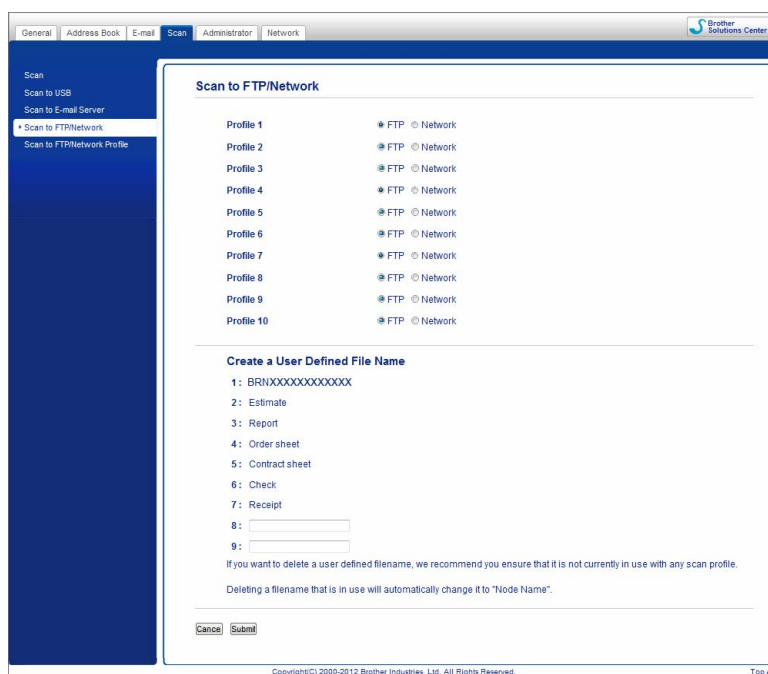 General Address Book E-mail Scan Administrator Network
Brother
Solutions Center
Scan
Scan to USB
Scan to E-mail Server
Scan to FTP/Network
Scan to FTP/Network Profile
Scan to FTP/Network
Profile 1 FTP Network
Profile 2 FTP Network
Profile 3 FTP Network
Profile 4 FTP Network
Profile 5 FTP Network
Profile 6 FTP Network
Profile 7 FTP Network
Profile 8 FTP Network
Profile 9 FTP Network
Profile 10 FTP Network
Create a User Defined File Name
1 : BRNXXXXXXXXXXXX
2 : Estimate
3 : Report
4 : Order sheet
5 : Contract sheet
6 : Check
7 : Receipt
8 :
9 :
If you want to delete a user defined filename, we recommend you ensure that it is not currently in use with any scan profile.
Deleting a filename that is in use will automatically change it to "Node Name".
Cance Submit
Copyright(C) 2000-2012 Brother Industries, Ltd. All Rights Reserved.
Top